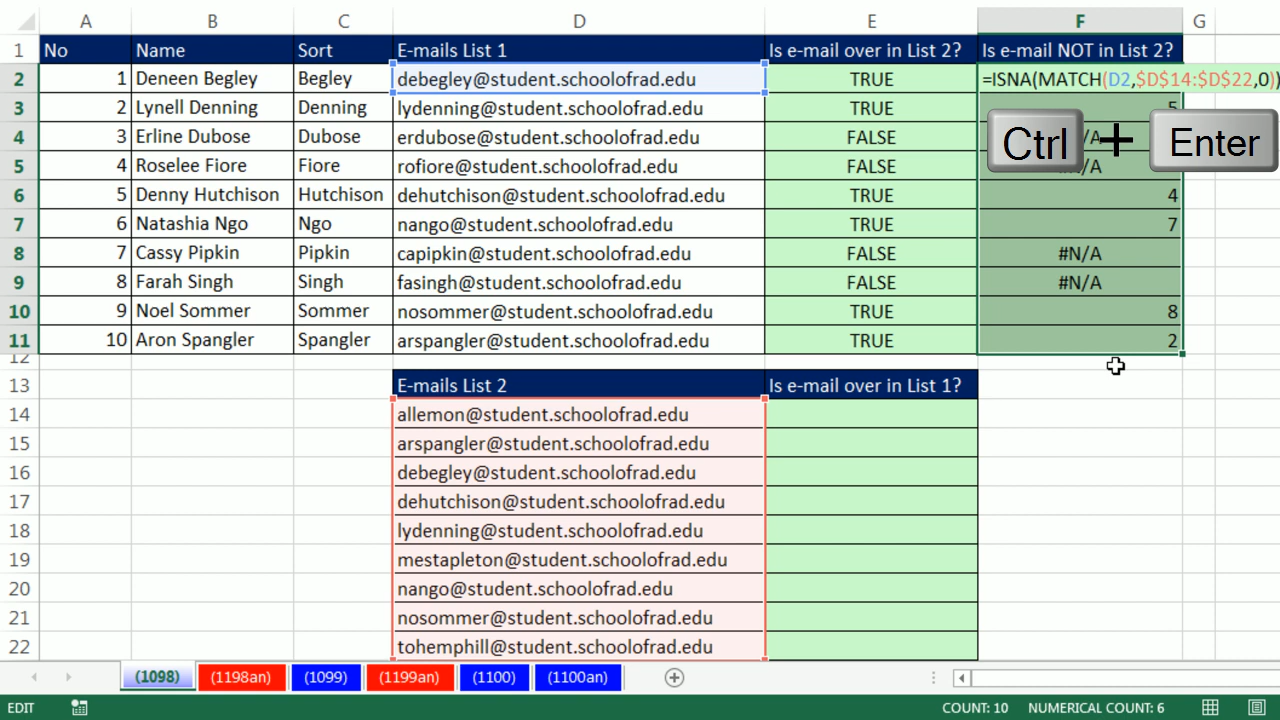 A B C D E F G
1 No Name Sort E-mails List 1 Is e-mail over in List 2? Is e-mail NOT in List 2?
2 1 Deneen Begley Begley debegley@student.schoolofrad.edu TRUE =ISNA(MATCH(D2,$D$14:$D$22,0))
3 2 Lynell Denning Denning lydenning@student.schoolofrad.edu TRUE 5
4 3 Erline Dubose Dubose erdubose@student.schoolofrad.edu FALSE /A
5 4 Roselee Fiore Fiore rofiore@student.schoolofrad.edu FALSE #N/A
Ctrl + Enter
6 5 Denny Hutchison Hutchison dehutchison@student.schoolofrad.edu TRUE 4
7 6 Natashia Ngo Ngo nango@student.schoolofrad.edu TRUE 7
8 7 Cassy Pipkin Pipkin capipkin@student.schoolofrad.edu FALSE #N/A
9 8 Farah Singh Singh fasingh@student.schoolofrad.edu FALSE #N/A
10 9 Noel Sommer Sommer nosommer@student.schoolofrad.edu TRUE 8
11 10 Aron Spangler Spangler arspangler@student.schoolofrad.edu TRUE 2
12
13 E-mails List 2 Is e-mail over in List 1?
14 allemon@student.schoolofrad.edu
15 arspangler@student.schoolofrad.edu
16 debegley@student.schoolofrad.edu
17 dehutchison@student.schoolofrad.edu
18 lydenning@student.schoolofrad.edu
19 mestapleton@student.schoolofrad.edu
20 nango@student.schoolofrad.edu
21 nosommer@student.schoolofrad.edu
22 tohemphill@student.schoolofrad.edu
(1098) (1198an) (1099) (1199an) (1100) (1100an)
EDIT COUNT: 10 NUMERICAL COUNT: 6